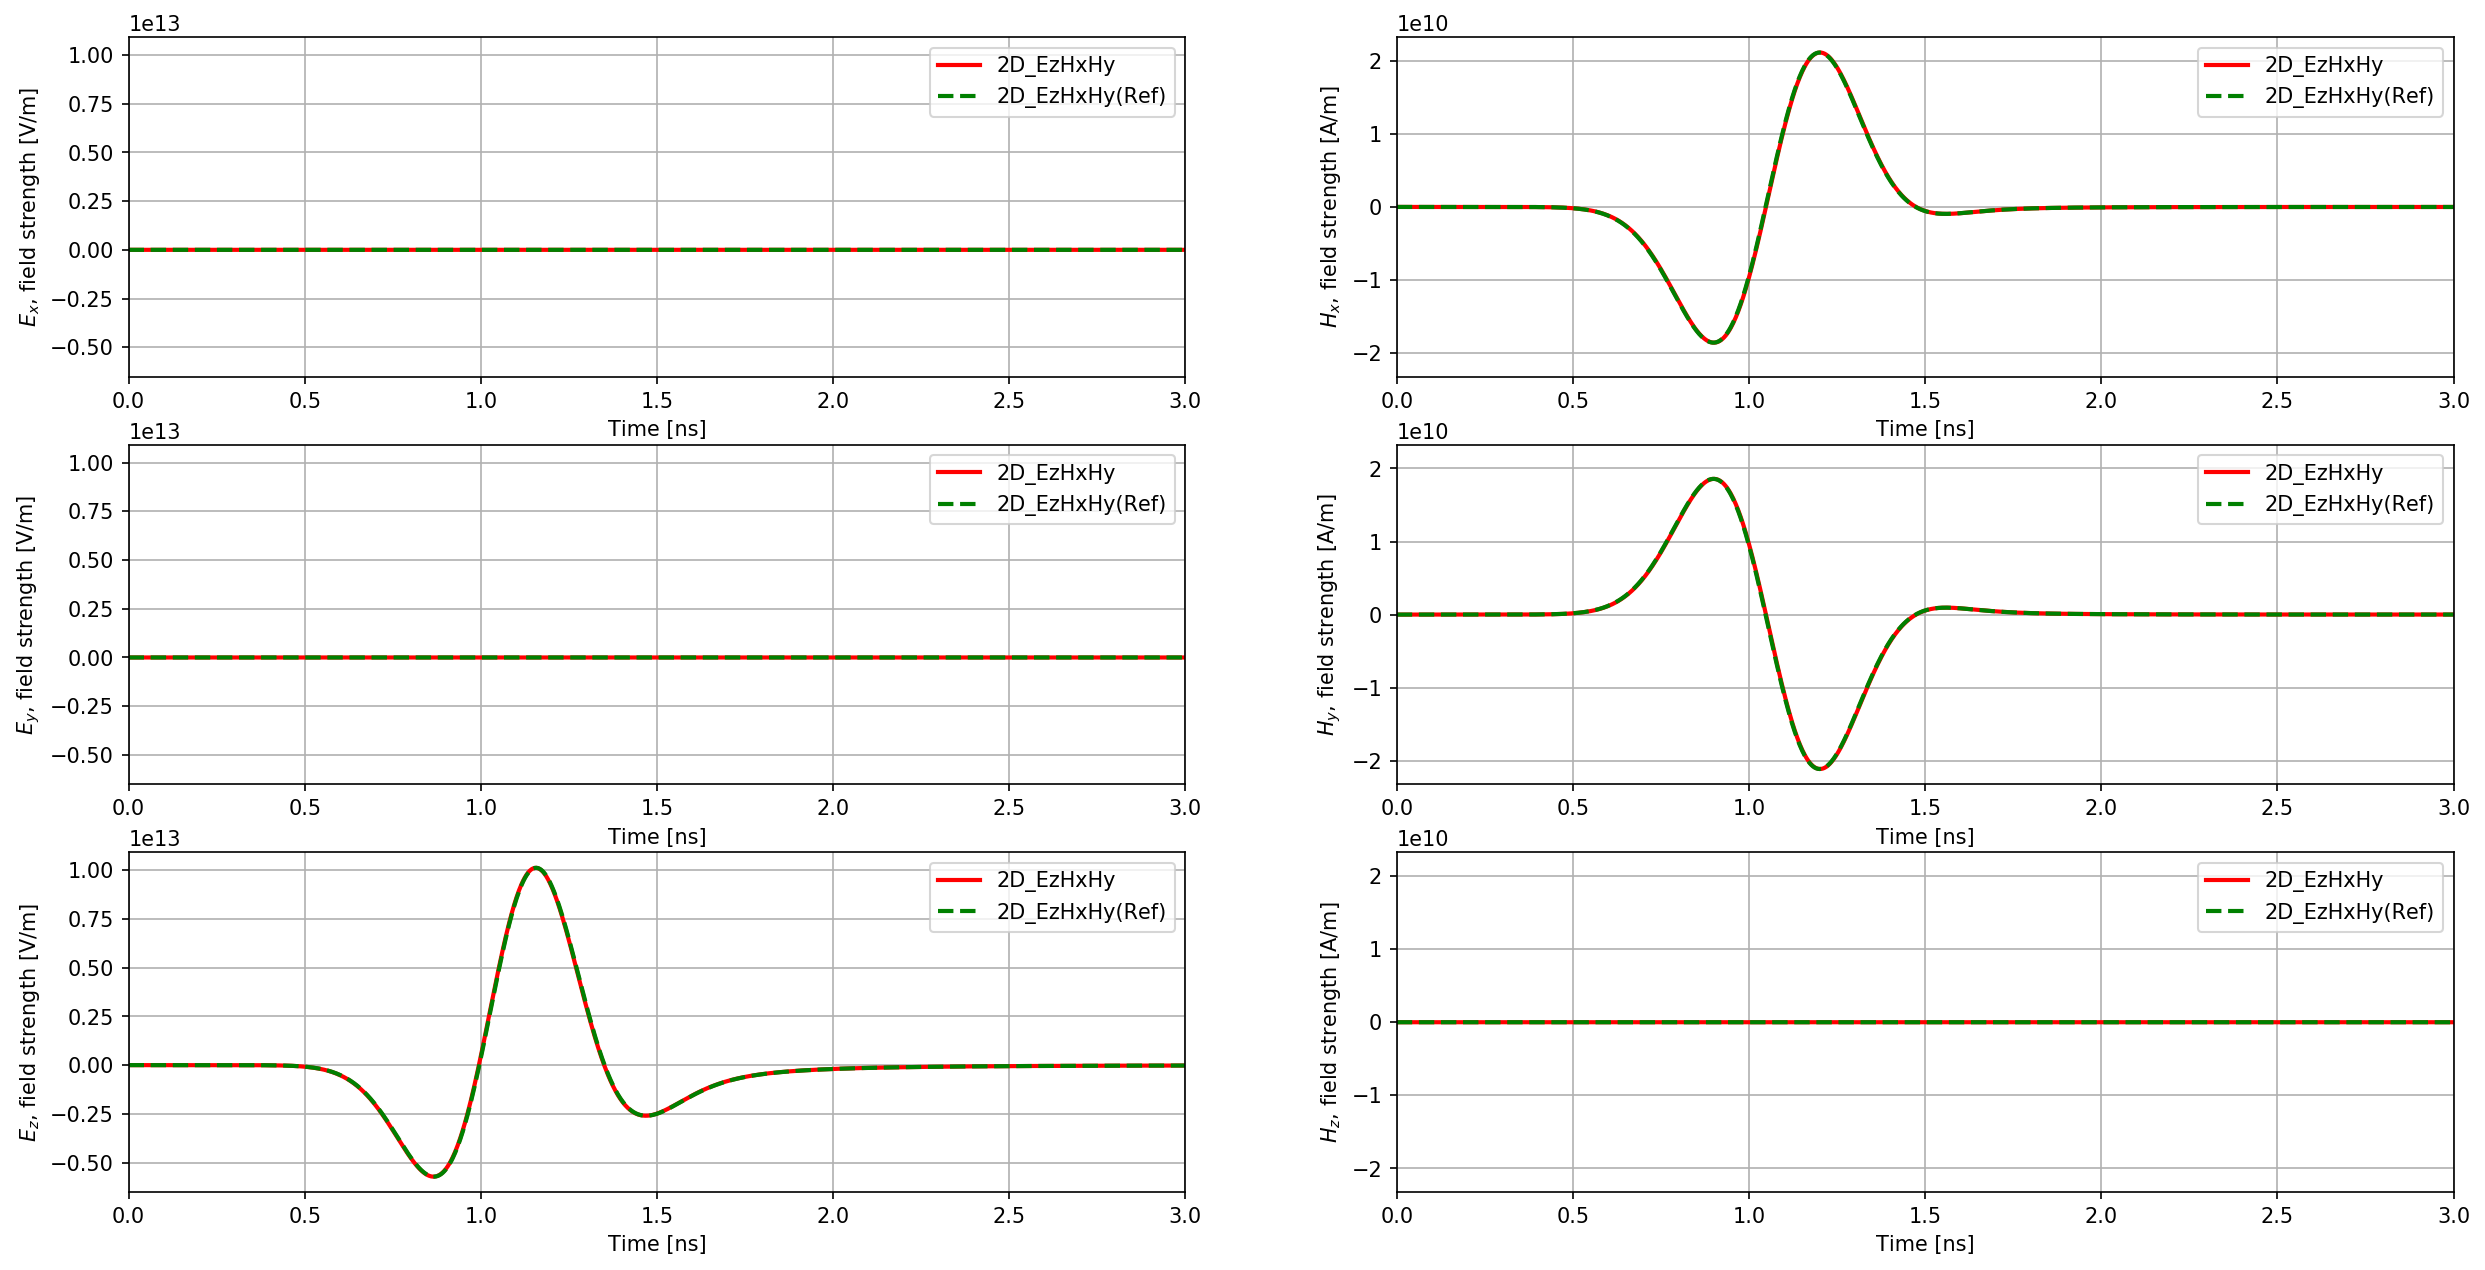 1e13
1.00
0.75
0.50
0.25
0.00
−0.25
−0.50
Ex, field strength [V/m]
2D_EzHxHy
2D_EzHxHy(Ref)
0.0 0.5 1.0 1.5 2.0 2.5 3.0
Time [ns]
1e10
2
1
0
−1
−2
Hx, field strength [A/m]
2D_EzHxHy
2D_EzHxHy(Ref)
0.0 0.5 1.0 1.5 2.0 2.5 3.0
Time [ns]
1e13
1.00
0.75
0.50
0.25
0.00
−0.25
−0.50
Ey, field strength [V/m]
2D_EzHxHy
2D_EzHxHy(Ref)
0.0 0.5 1.0 1.5 2.0 2.5 3.0
Time [ns]
1e10
2
1
0
−1
−2
Hy, field strength [A/m]
2D_EzHxHy
2D_EzHxHy(Ref)
0.0 0.5 1.0 1.5 2.0 2.5 3.0
Time [ns]
1e13
1.00
0.75
0.50
0.25
0.00
−0.25
−0.50
Ez, field strength [V/m]
2D_EzHxHy
2D_EzHxHy(Ref)
0.0 0.5 1.0 1.5 2.0 2.5 3.0
Time [ns]
1e10
2
1
0
−1
−2
Hz, field strength [A/m]
2D_EzHxHy
2D_EzHxHy(Ref)
0.0 0.5 1.0 1.5 2.0 2.5 3.0
Time [ns]